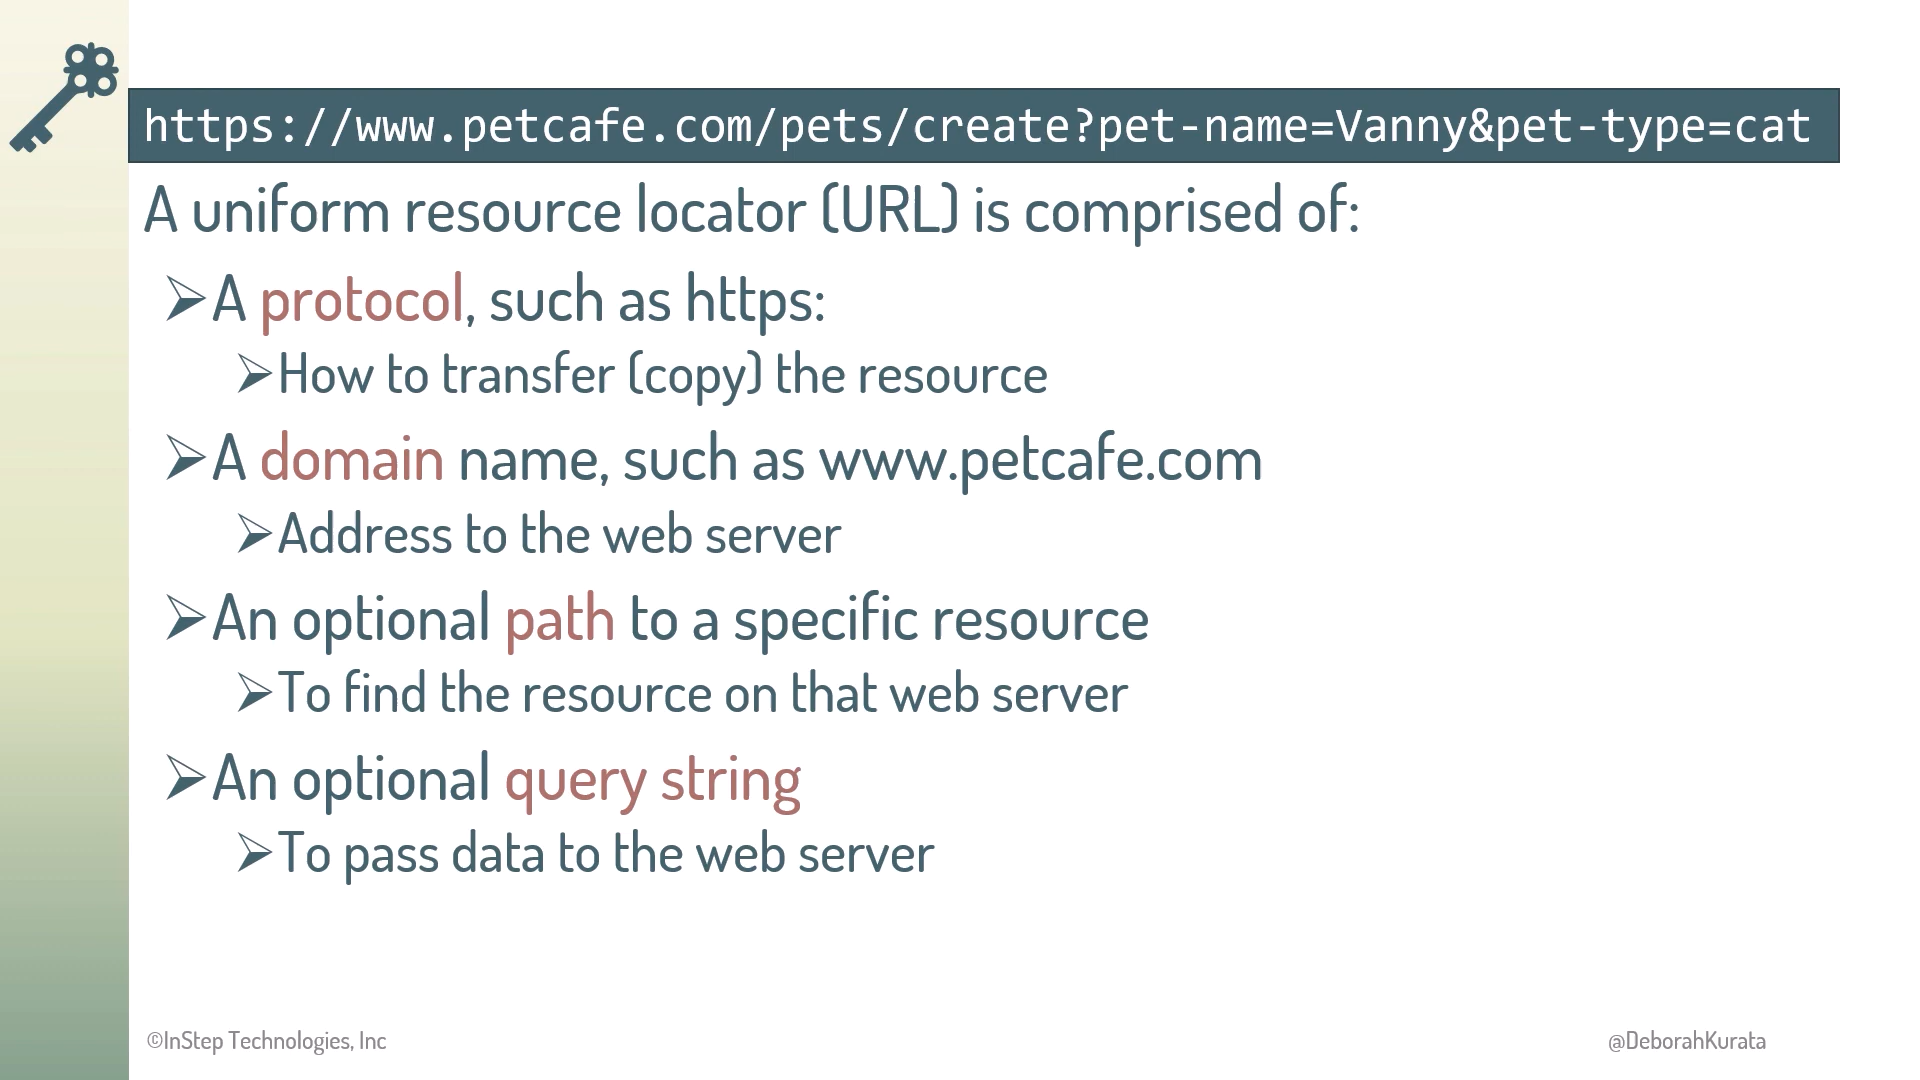 https://www.petcafe.com/pets/create?pet-name=Vanny&pet-type=cat
A uniform resource locator (URL) is comprised of:
➢A protocol, such as https:
➢How to transfer (copy) the resource
➢A domain name, such as www.petcafe.com
➢Address to the web server
➢An optional path to a specific resource
➢To find the resource on that web server
➢An optional query string
➢To pass data to the web server
©InStep Technologies, Inc
@DeborahKurata